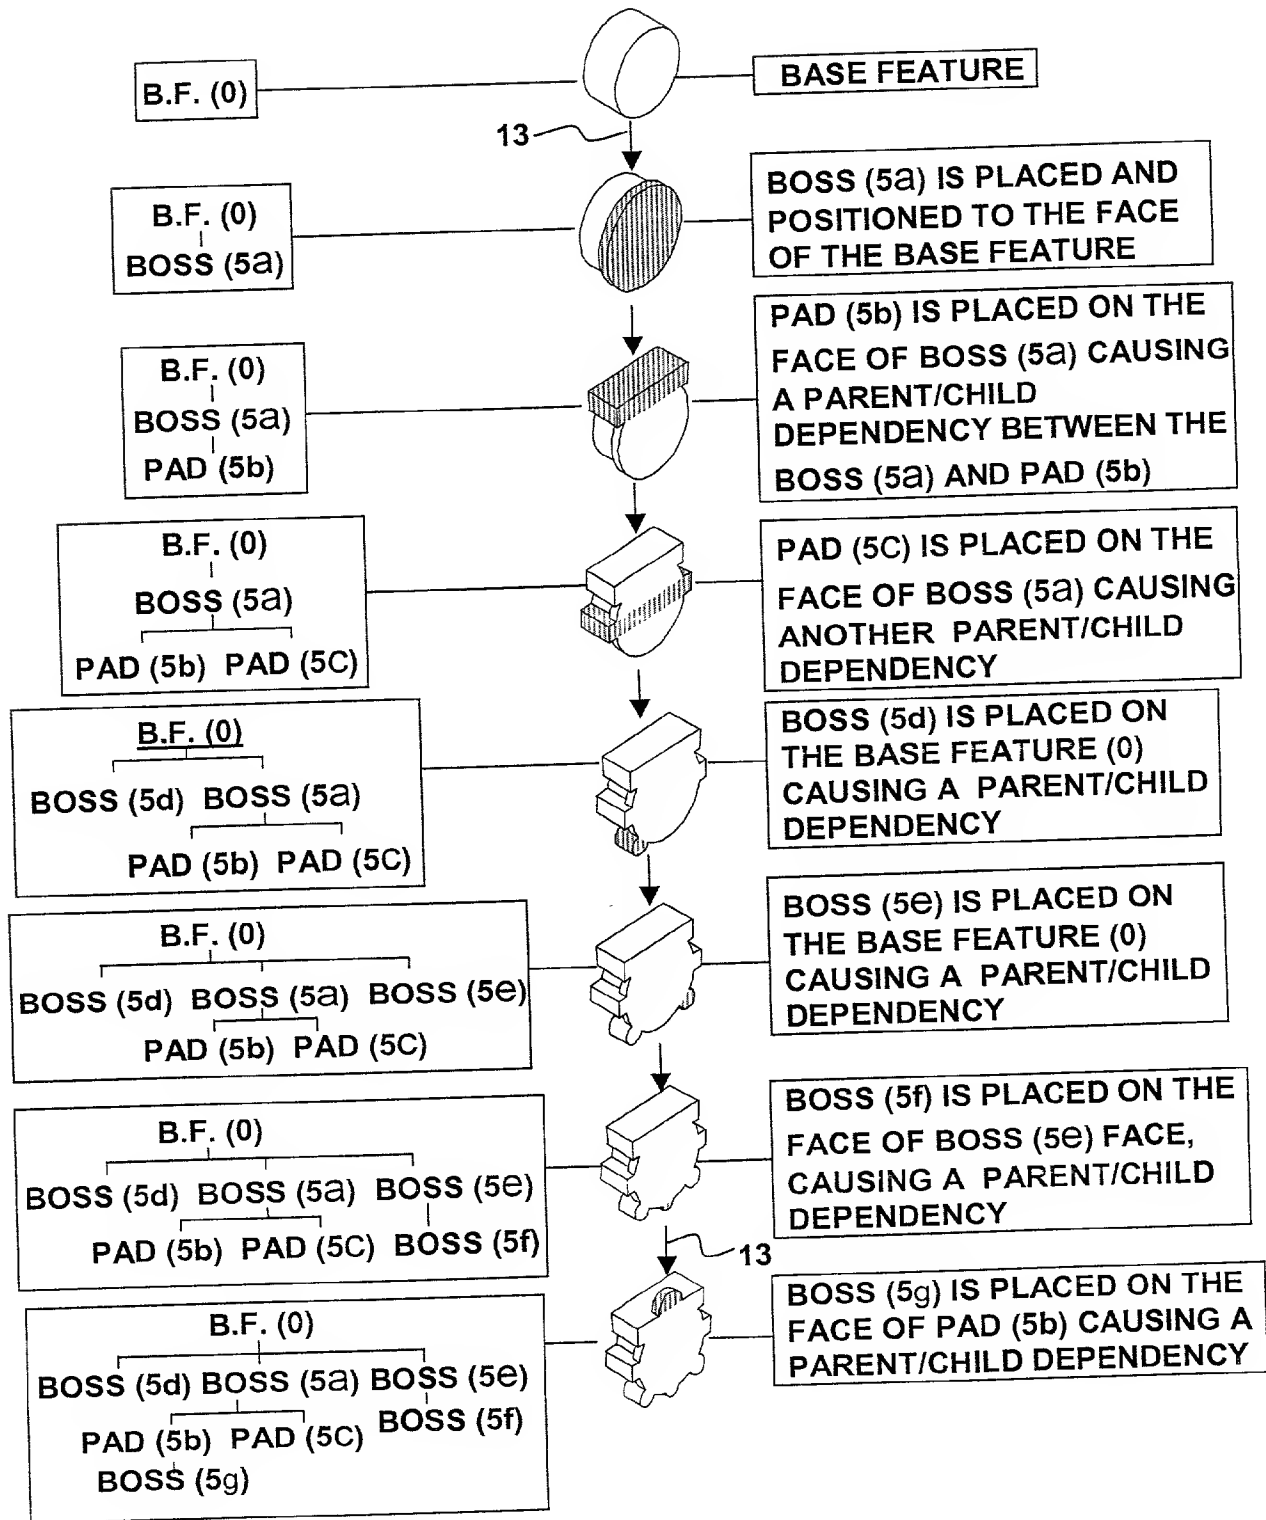 B.F. (0)
BASE FEATURE
13
B.F. (0)
BOSS (5a)
BOSS (5a) IS PLACED AND
POSITIONED TO THE FACE
OF THE BASE FEATURE
B.F. (0)
BOSS (5a)
PAD (5b)
PAD (5b) IS PLACED ON THE
FACE OF BOSS (5a) CAUSING
A PARENT/CHILD
DEPENDENCY BETWEEN THE
BOSS (5a) AND PAD (5b)
B.F. (0)
BOSS (5a)
PAD (5b) PAD (5C)
PAD (5C) IS PLACED ON THE
FACE OF BOSS (5a) CAUSING
ANOTHER PARENT/CHILD
DEPENDENCY
B.F. (0)
BOSS (5d) BOSS (5a)
PAD (5b) PAD (5C)
BOSS (5d) IS PLACED ON
THE BASE FEATURE (0)
CAUSING A PARENT/CHILD
DEPENDENCY
B.F. (0)
BOSS (5d) BOSS (5a) BOSS (5e)
PAD (5b) PAD (5C)
BOSS (5e) IS PLACED ON
THE BASE FEATURE (0)
CAUSING A PARENT/CHILD
DEPENDENCY
B.F. (0)
BOSS (5d) BOSS (5a) BOSS (5e)
PAD (5b) PAD (5C) BOSS (5f)
BOSS (5f) IS PLACED ON THE
FACE OF BOSS (5e) FACE,
CAUSING A PARENT/CHILD
DEPENDENCY
13
B.F. (0)
BOSS (5d) BOSS (5a) BOSS (5e)
PAD (5b) PAD (5C) BOSS (5f)
BOSS (5g)
BOSS (5g) IS PLACED ON THE
FACE OF PAD (5b) CAUSING A
PARENT/CHILD DEPENDENCY